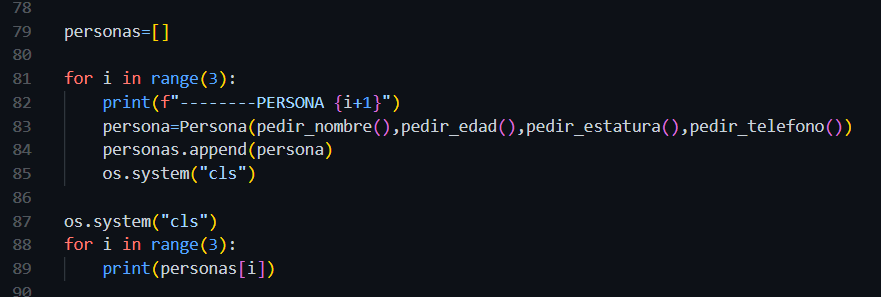 78
79 personas=[]
80
81 for i in range(3):
82     print(f"--------PERSONA {i+1}")
83     persona=Persona(pedir_nombre(),pedir_edad(),pedir_estatura(),pedir_telefono())
84     personas.append(persona)
85     os.system("cls")
86
87 os.system("cls")
88 for i in range(3):
89     print(personas[i])
90